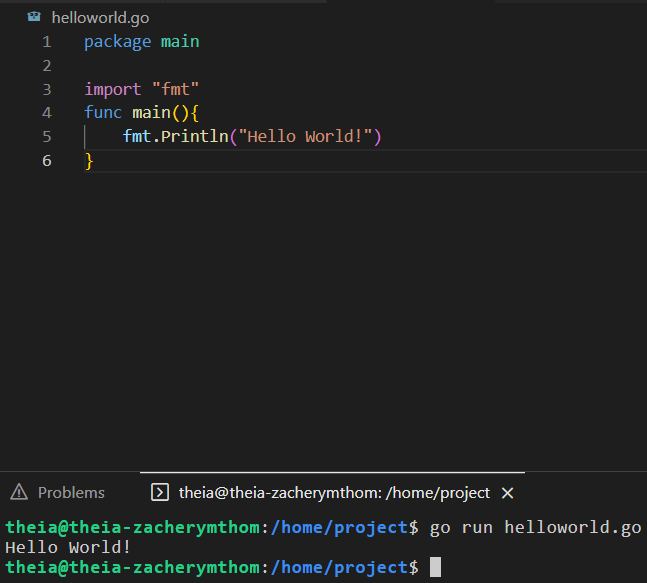 helloworld.go
1 package main
2
3 import "fmt"
4 func main(){
5     fmt.Println("Hello World!")
6 }
Problems theia@theia-zacherymthom: /home/project ×
theia@theia-zacherymthom:/home/project$ go run helloworld.go
Hello World!
theia@theia-zacherymthom:/home/project$